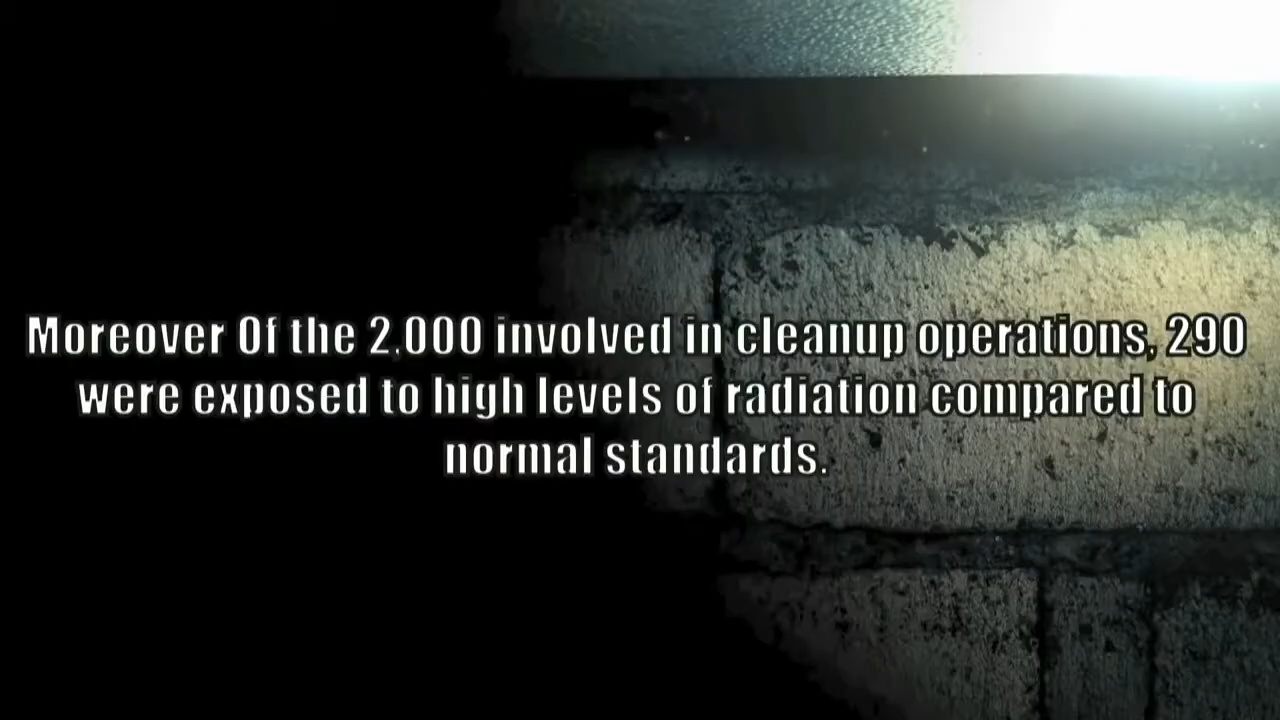 Moreover Of the 2,000 involved in cleanup operations, 290
were exposed to high levels of radiation compared to
normal standards.